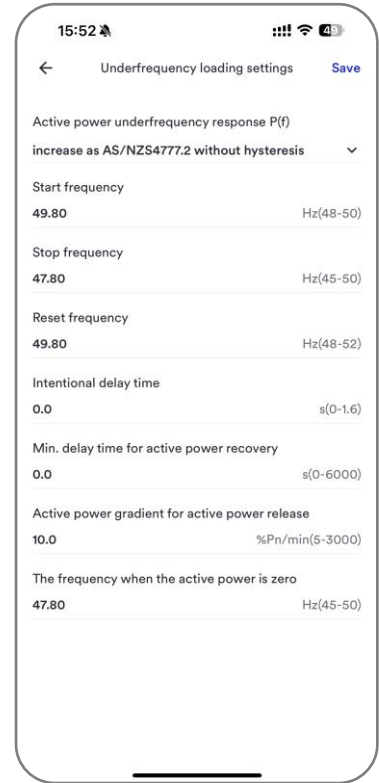 15:52
49
Underfrequency loading settings Save
Active power underfrequency response P(f)
increase as AS/NZS4777.2 without hysteresis
Start frequency
49.80 Hz(48-50)
Stop frequency
47.80 Hz(45-50)
Reset frequency
49.80 Hz(48-52)
Intentional delay time
0.0 s(0-1.6)
Min. delay time for active power recovery
0.0 s(0-6000)
Active power gradient for active power release
10.0 %Pn/min(5-3000)
The frequency when the active power is zero
47.80 Hz(45-50)